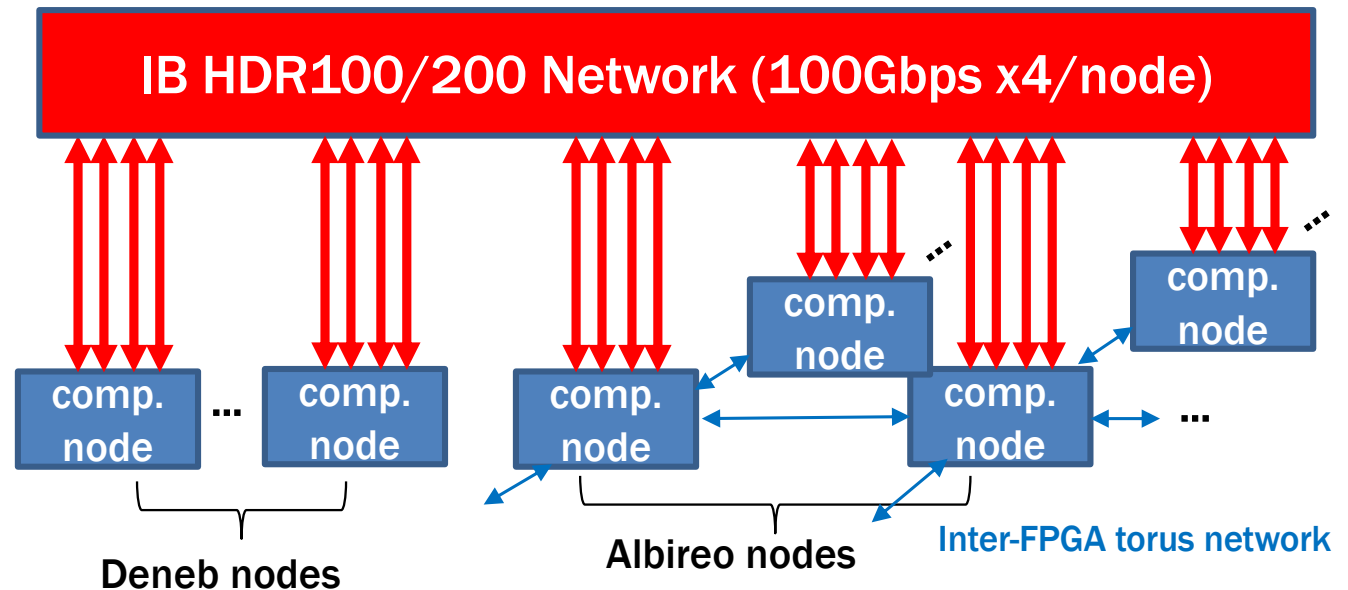 IB HDR100/200 Network (100Gbps x4/node)
comp.
node
...
comp.
node
comp.
node
comp.
node
...
comp.
node
comp.
node
...
...
Deneb nodes
Albireo nodes
Inter-FPGA torus network